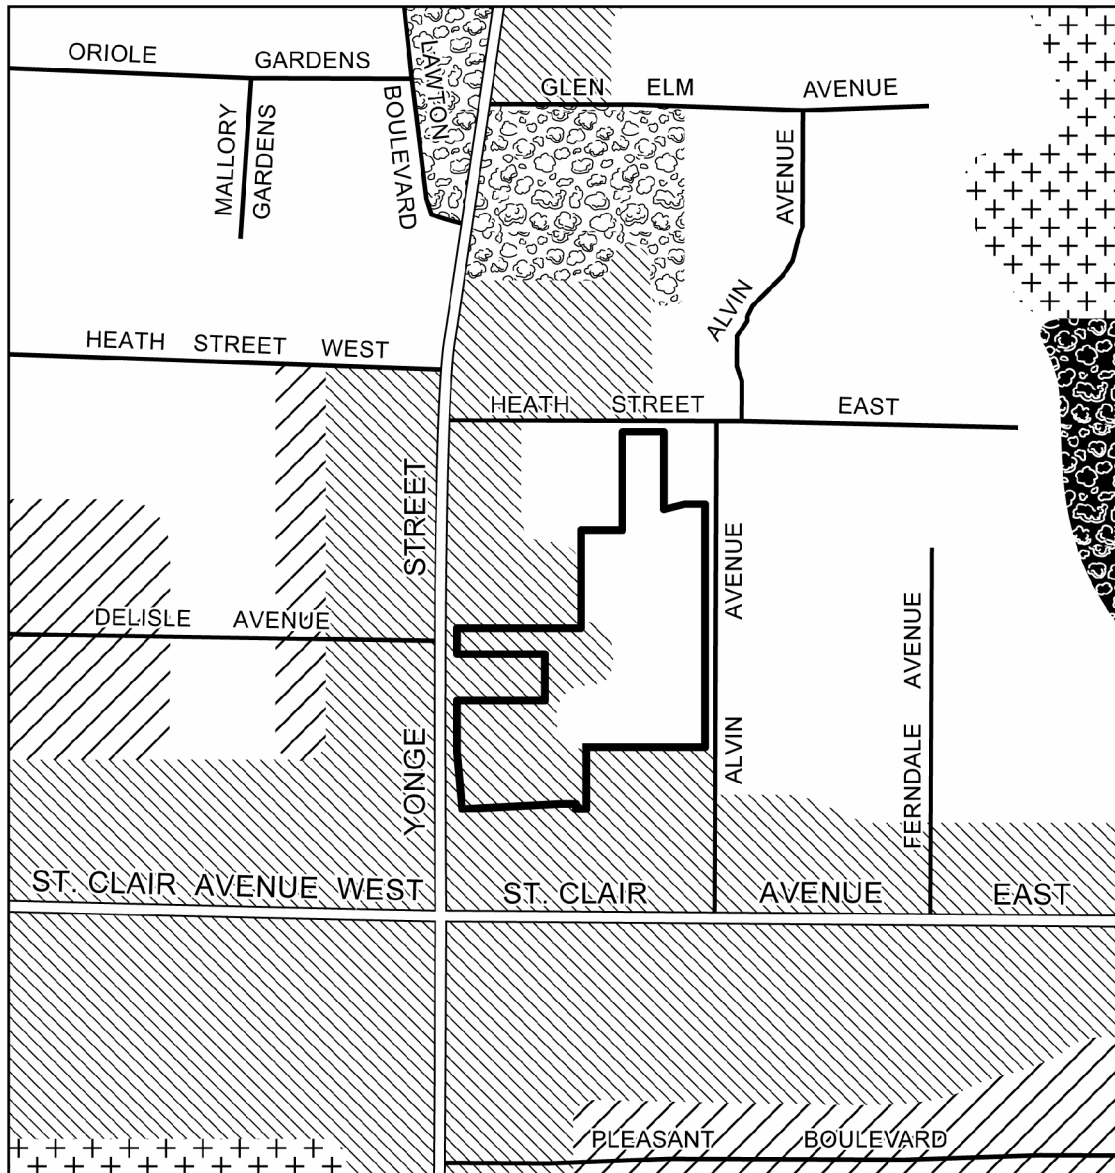 ORIOLE GARDENS
MALLORY
GARDENS
LAWTON
BOULEVARD
GLEN ELM AVENUE
AVENUE
ALVIN
HEATH STREET WEST
HEATH STREET EAST
STREET
YONGE
AVENUE
ALVIN
AVENUE
FERNDALE
DELISLE AVENUE
ST. CLAIR AVENUE WEST
ST. CLAIR AVENUE EAST
PLEASANT BOULEVARD